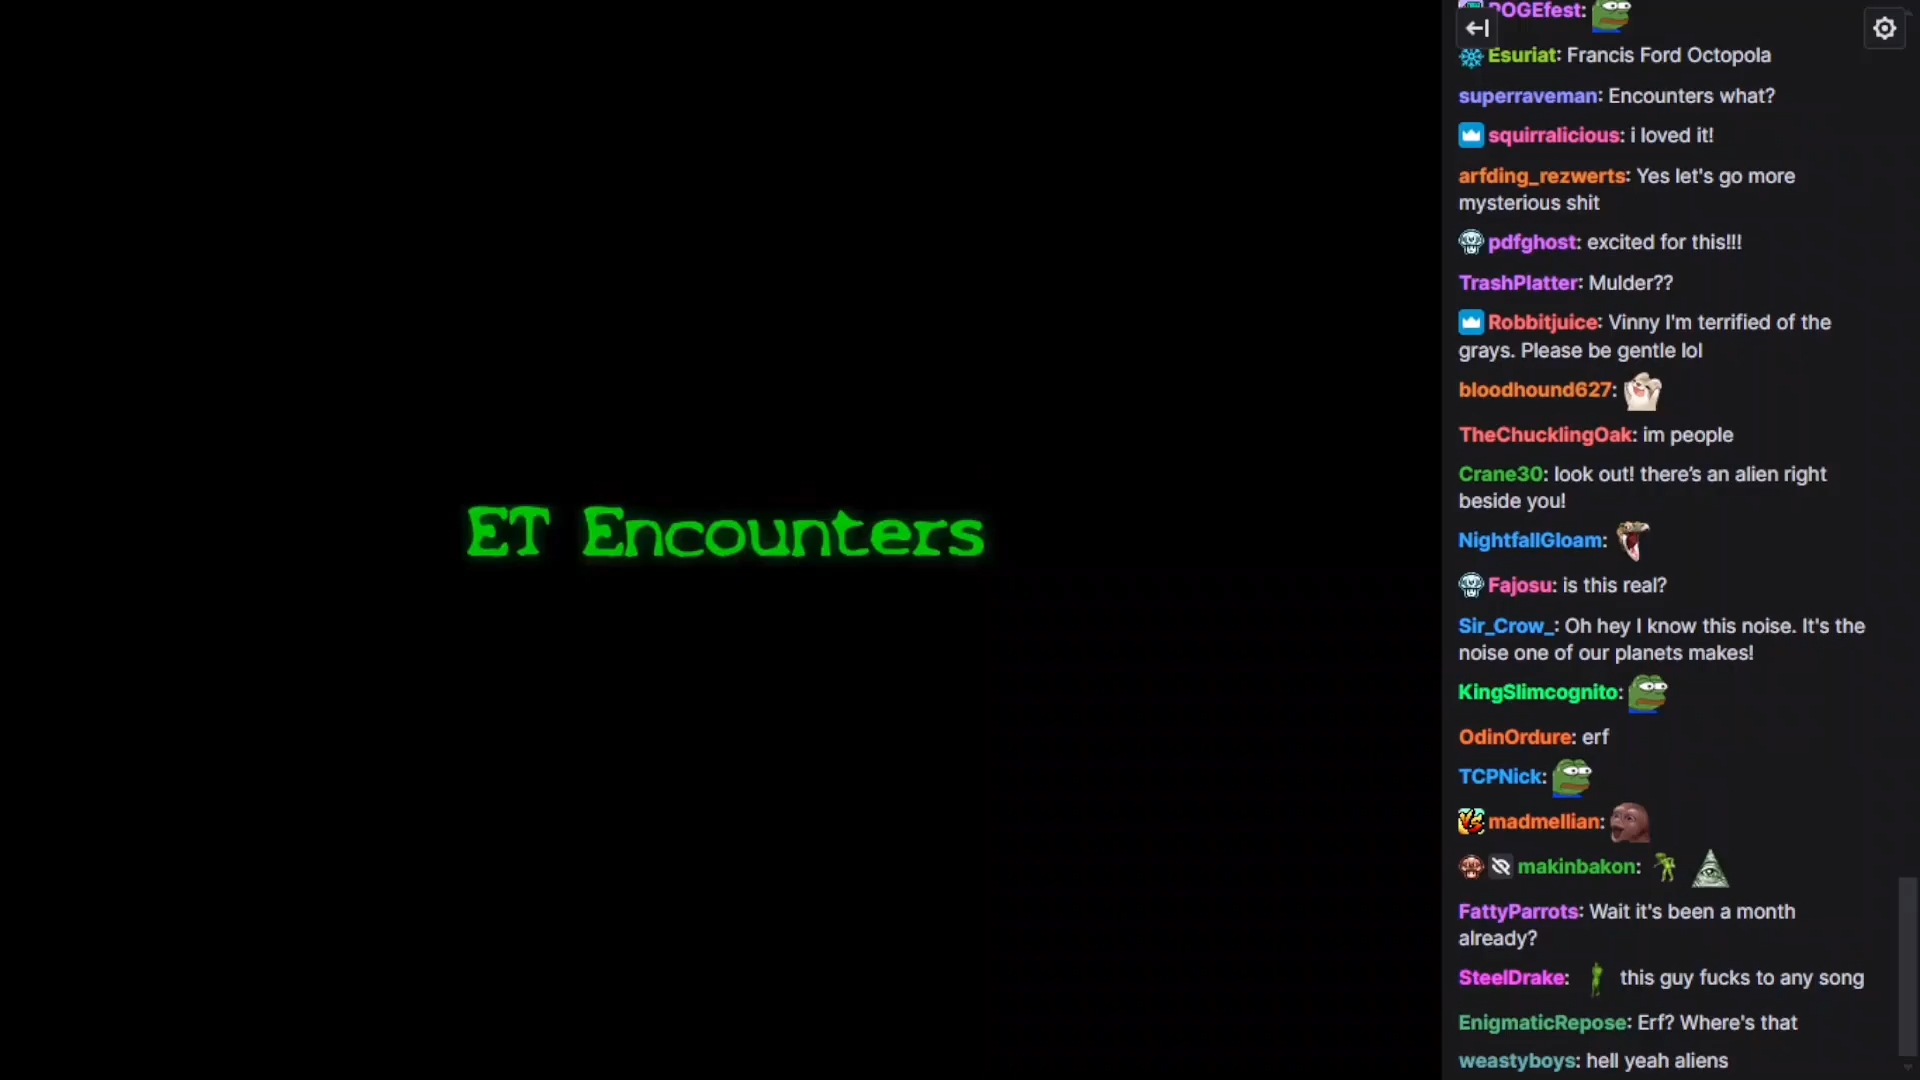 ET Encounters
POGEfest:
Esuriat: Francis Ford Octopola
superraveman: Encounters what?
squirralicious: i loved it!
arfding_rezwerts: Yes let's go more
mysterious shit
pdfghost: excited for this!!!
TrashPlatter: Mulder??
Robbitjuice: Vinny I'm terrified of the
grays. Please be gentle lol
bloodhound627:
TheChucklingOak: im people
Crane30: look out! there’s an alien right
beside you!
NightfallGloam:
Fajosu: is this real?
Sir_Crow_: Oh hey I know this noise. It's the
noise one of our planets makes!
KingSlimcognito:
OdinOrdure: erf
TCPNick:
madmellian:
makinbakon:
FattyParrots: Wait it's been a month
already?
SteelDrake: this guy fucks to any song
EnigmaticRepose: Erf? Where's that
weastyboys: hell yeah aliens